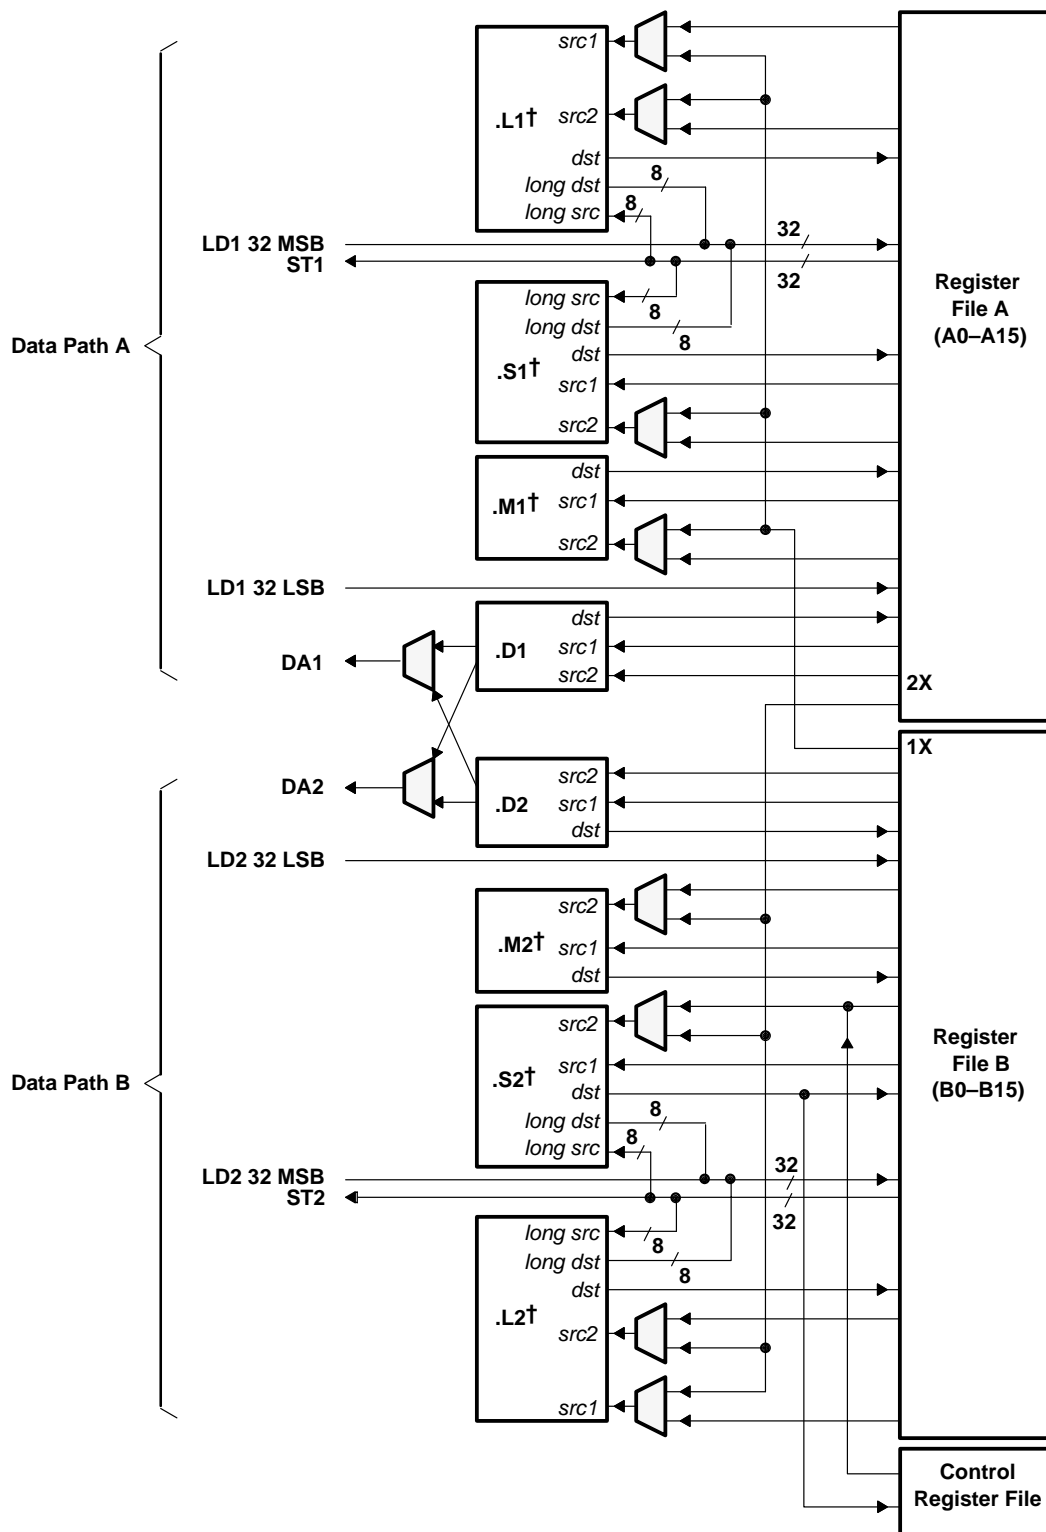 src1
.L1†
src2
dst
8
long dst
8
long src
LD1 32 MSB
32
ST1
32
Register
File A
(A0–A15)
long src
8
long dst
8
Data Path A
dst
.S1†
src1
src2
dst
.M1†
src1
src2
LD1 32 LSB
dst
.D1
src1
DA1
src2
2X
1X
src2
DA2
.D2
src1
dst
LD2 32 LSB
src2
.M2†
src1
dst
src2
Register
File B
(B0–B15)
src1
.S2†
Data Path B
dst
8
long dst
8
long src
LD2 32 MSB
32
ST2
32
long src
8
long dst
8
dst
.L2†
src2
src1
Control
Register File